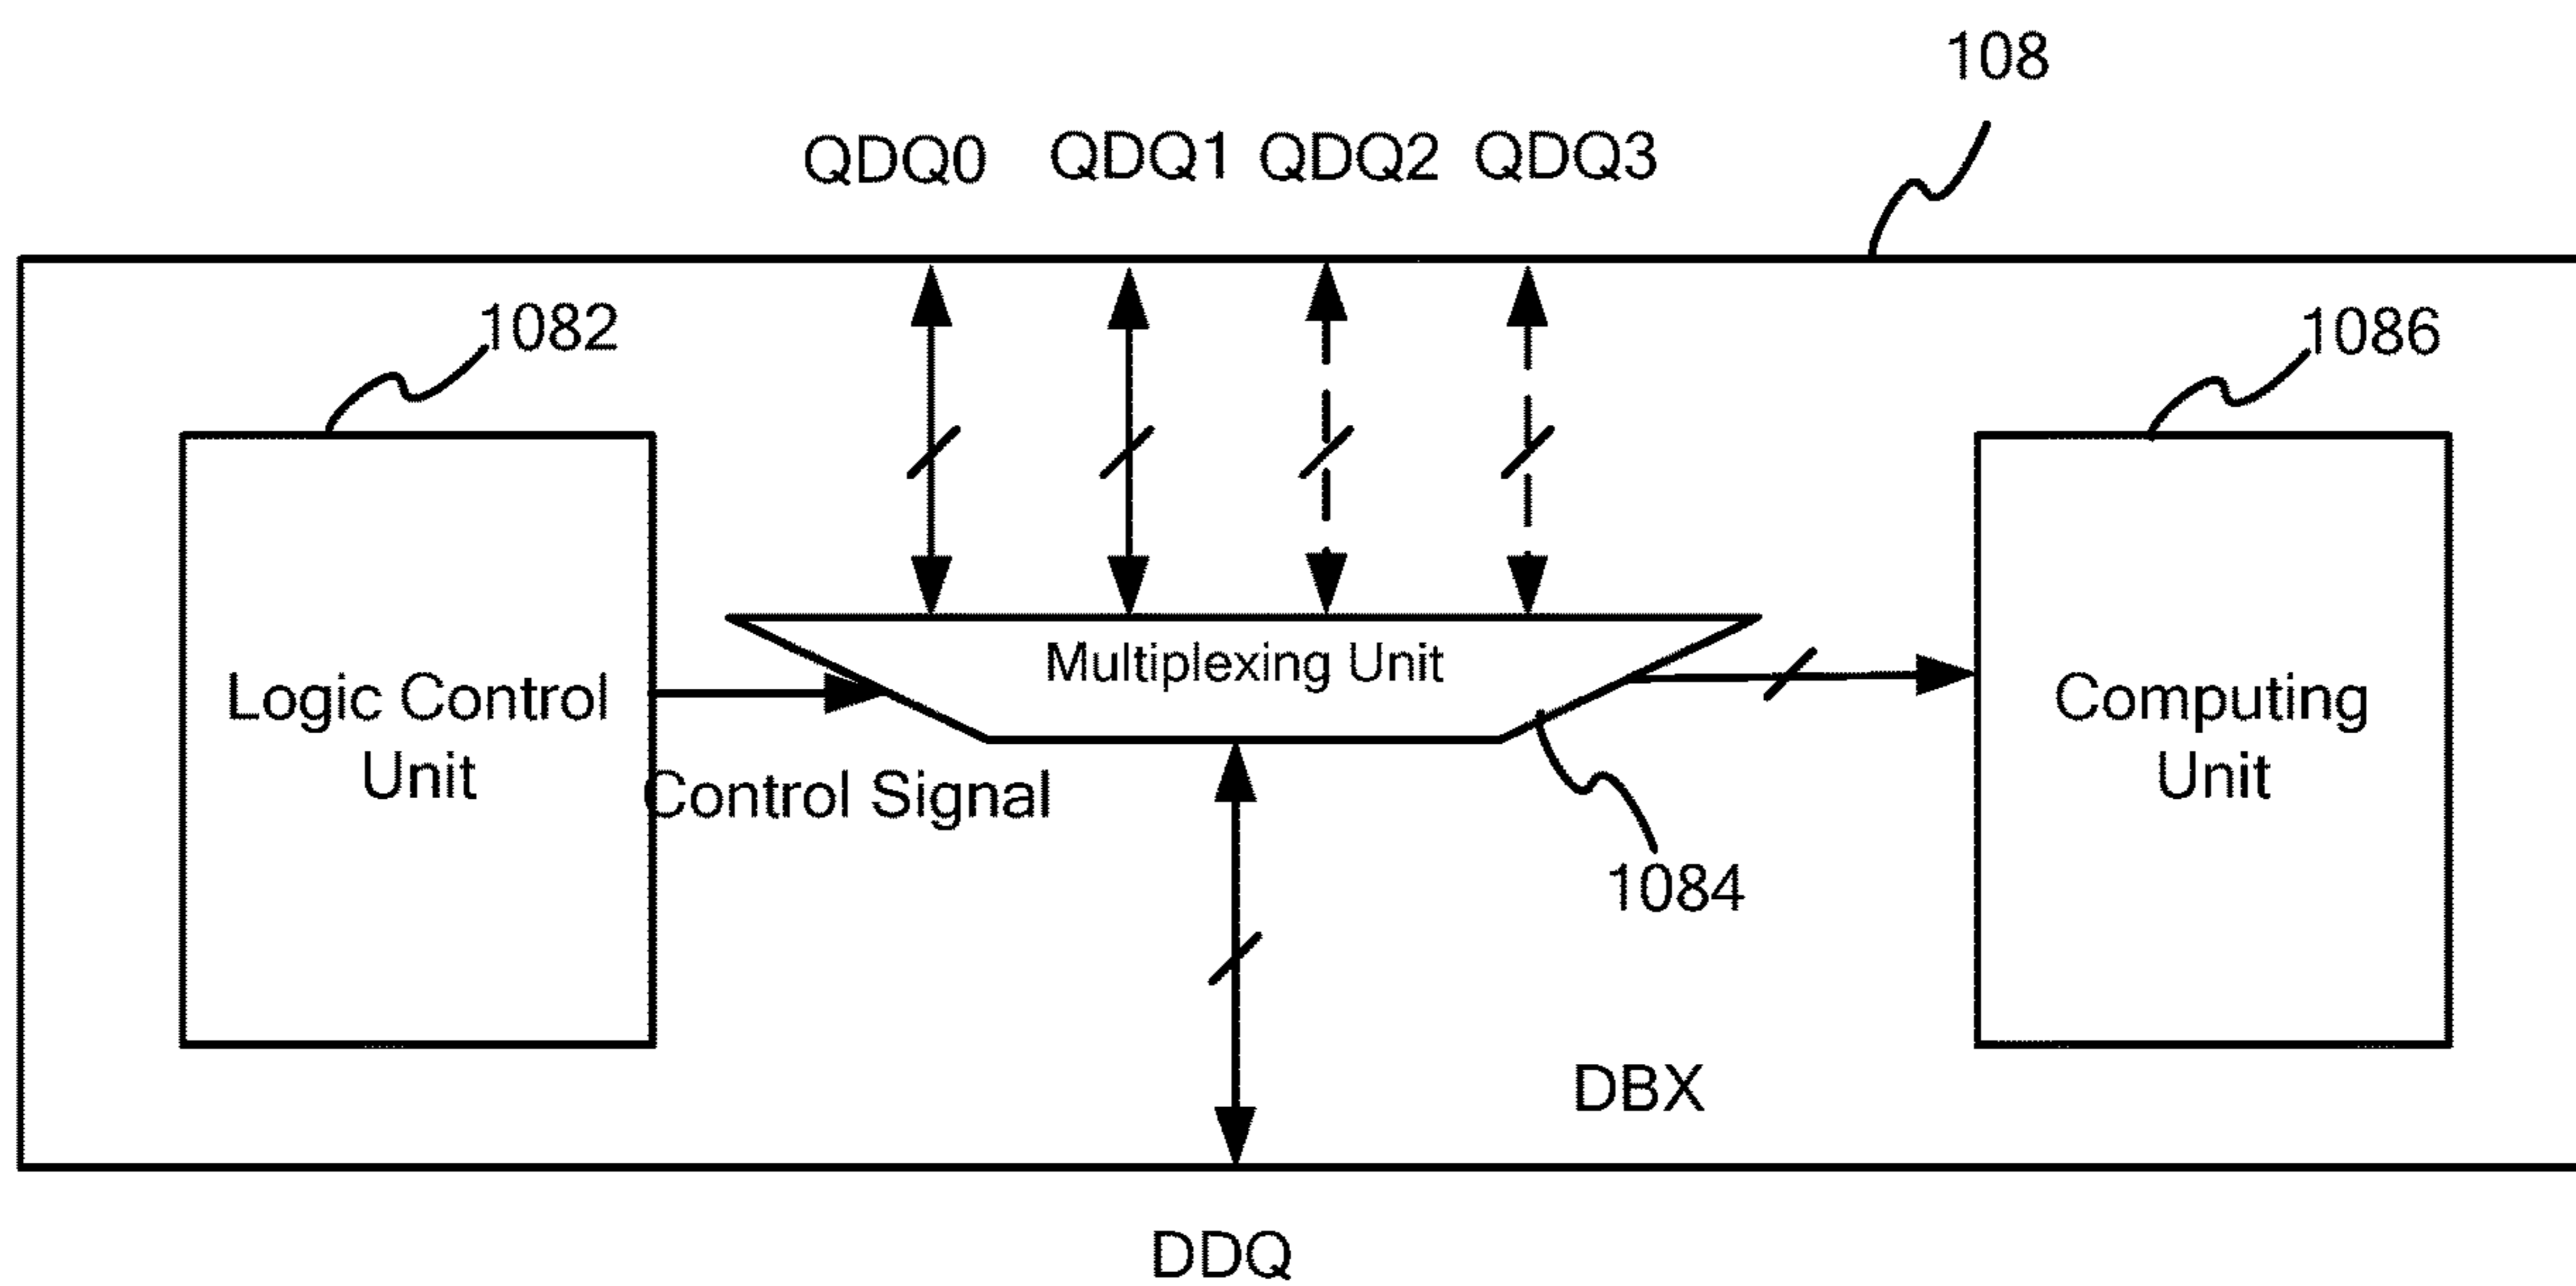 108
QDQ0 QDQ1 QDQ2 QDQ3
1082
1086
Multiplexing Unit
Logic Control
Unit
Computing
Unit
Control Signal
1084
DBX
DDQ